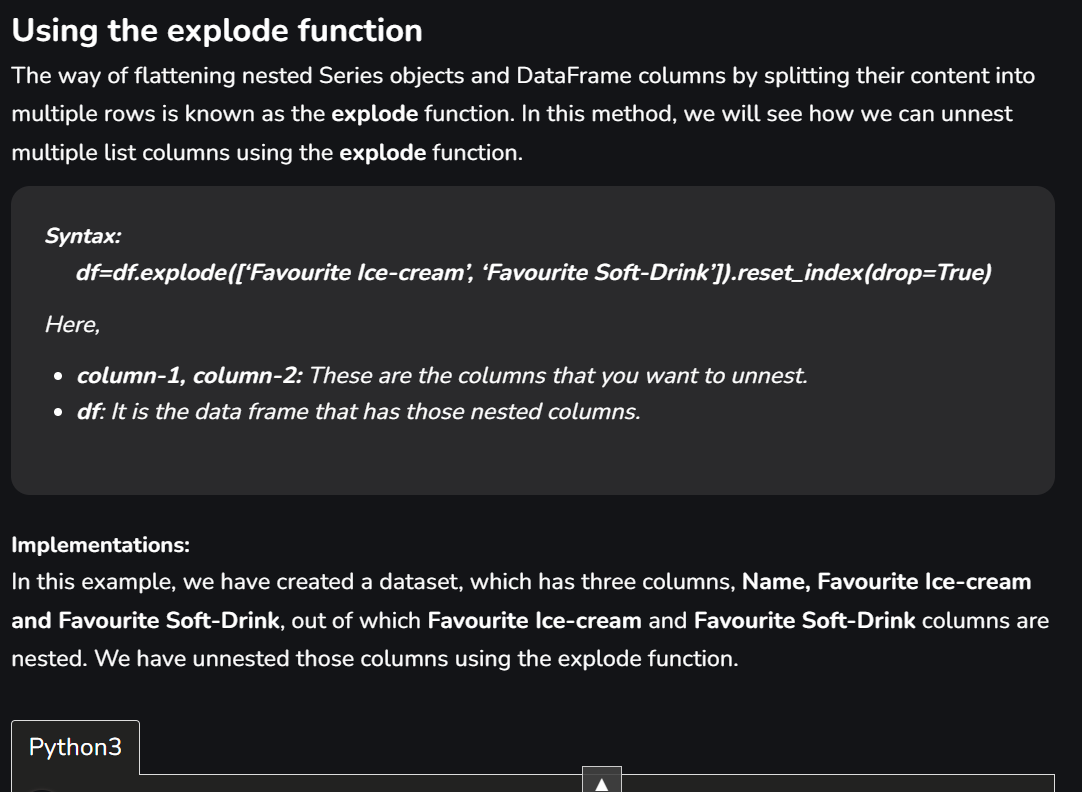 Using the explode function
The way of flattening nested Series objects and DataFrame columns by splitting their content into
multiple rows is known as the explode function. In this method, we will see how we can unnest
multiple list columns using the explode function.
Syntax:
df=df.explode([‘Favourite Ice-cream’, ‘Favourite Soft-Drink’]).reset_index(drop=True)
Here,
• column-1, column-2: These are the columns that you want to unnest.
• df: It is the data frame that has those nested columns.
Implementations:
In this example, we have created a dataset, which has three columns, Name, Favourite Ice-cream
and Favourite Soft-Drink, out of which Favourite Ice-cream and Favourite Soft-Drink columns are
nested. We have unnested those columns using the explode function.
Python3